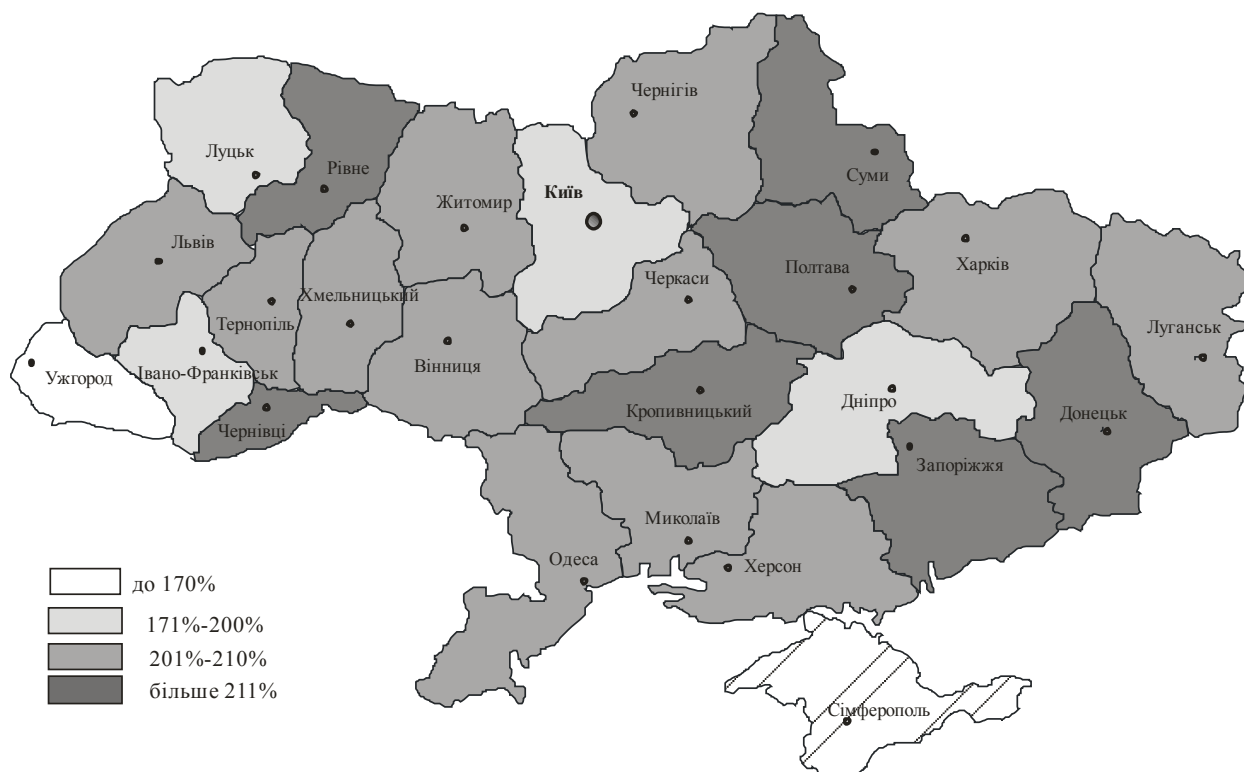 Чернігів
Луцьк
Рівне
Суми
Київ
Житомир
Львів
Харків
Полтава
Черкаси
Хмельницький
Тернопіль
Луганськ
Ужгород
Івано-Франківськ
Вінниця
Дніпро
Кропивницький
Донецьк
Чернівці
Запоріжжя
Миколаїв
Одеса
Херсон
до 170%
171%-200%
201%-210%
більше 211%
Сімферополь